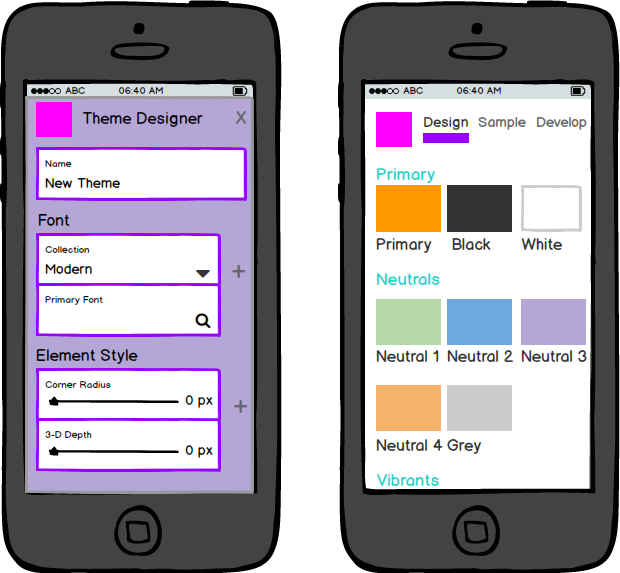 ABC 06:40 AM
Theme Designer X
Name
New Theme
Font
Collection
Modern
+
Primary Font
Element Style
Corner Radius
0 px
+
3-D Depth
0 px
ABC 06:40 AM
Design Sample Develop
Primary
Primary Black White
Neutrals
Neutral 1 Neutral 2 Neutral 3
Neutral 4 Grey
Vibrants